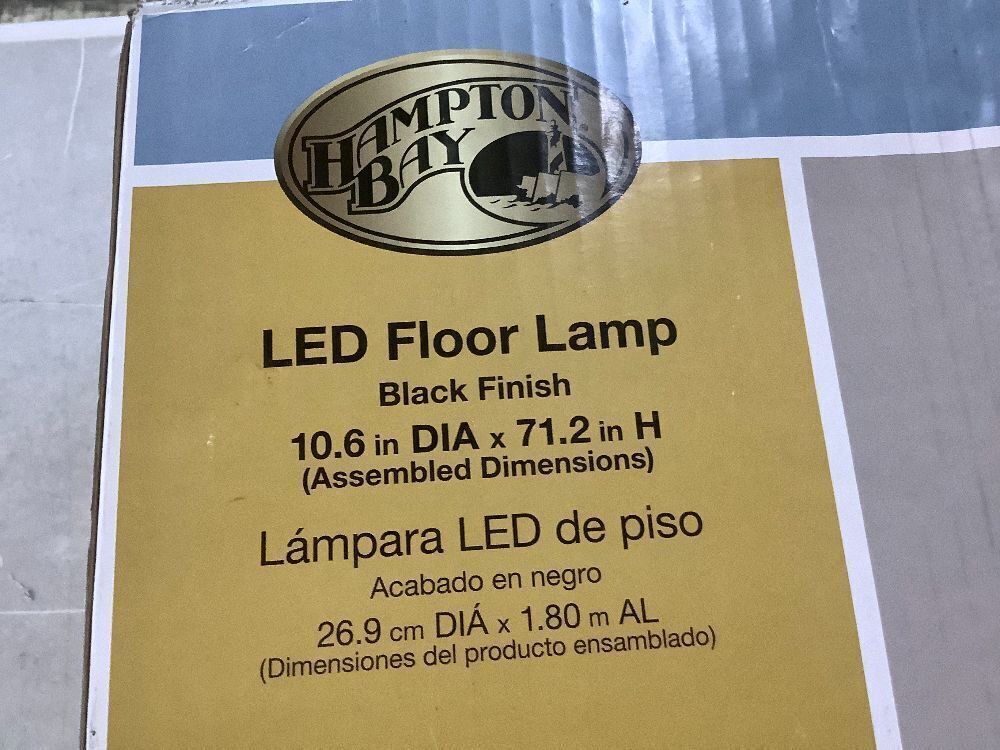 HAMPTON
BAY
LED Floor Lamp
Black Finish
10.6 in DIA x 71.2 in H
(Assembled Dimensions)
Lámpara LED de piso
Acabado en negro
26.9 cm DIÁ x 1.80 m AL
(Dimensiones del producto ensamblado)